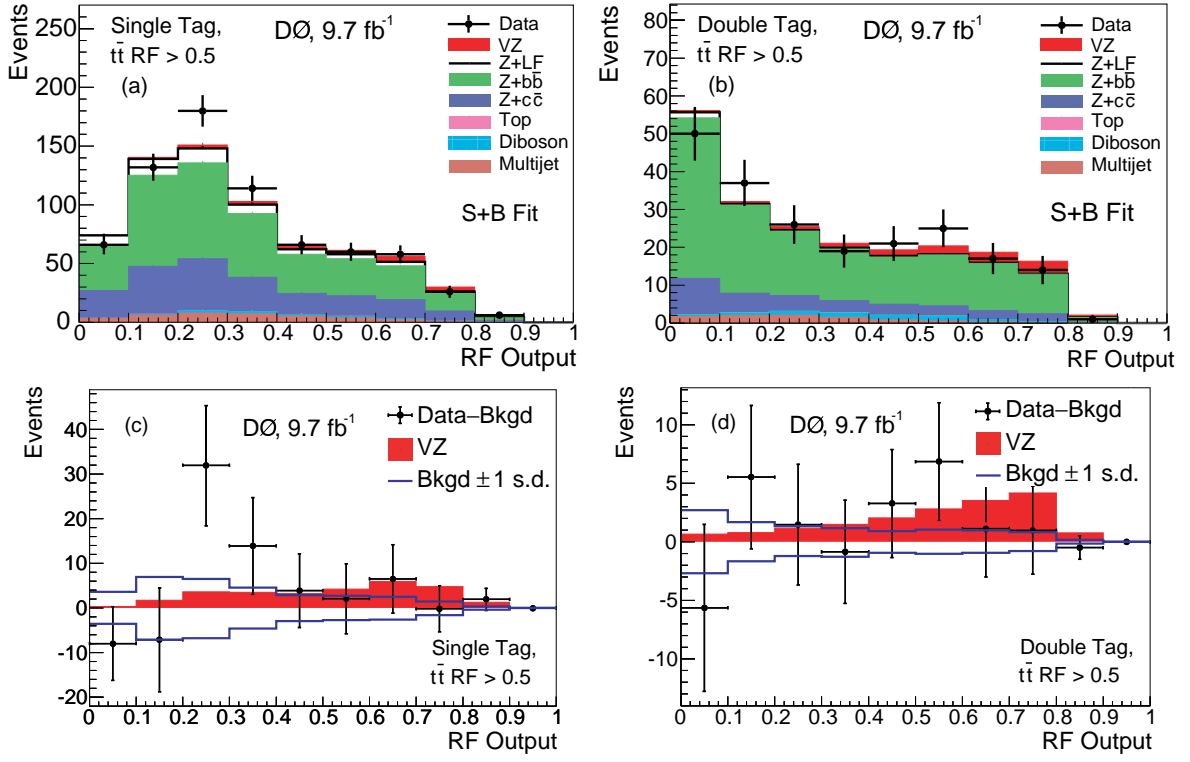 Events
Single Tag,
tt̄ RF > 0.5
(a)
DØ, 9.7 fb⁻¹
Data
VZ
Z+LF
Z+bb̄
Z+cc̄
Top
Diboson
Multijet
S+B Fit
250
200
150
100
50
0
0 0.1 0.2 0.3 0.4 0.5 0.6 0.7 0.8 0.9 1
RF Output
Events
Double Tag,
tt̄ RF > 0.5
(b)
DØ, 9.7 fb⁻¹
Data
VZ
Z+LF
Z+bb̄
Z+cc̄
Top
Diboson
Multijet
S+B Fit
80
70
60
50
40
30
20
10
0
0 0.1 0.2 0.3 0.4 0.5 0.6 0.7 0.8 0.9 1
RF Output
Events
(c)
DØ, 9.7 fb⁻¹
Data–Bkgd
VZ
Bkgd ± 1 s.d.
40
30
20
10
0
-10
-20
Single Tag,
tt̄ RF > 0.5
0 0.1 0.2 0.3 0.4 0.5 0.6 0.7 0.8 0.9 1
RF Output
Events
(d)
DØ, 9.7 fb⁻¹
Data–Bkgd
VZ
Bkgd ± 1 s.d.
10
5
0
-5
-10
Double Tag,
tt̄ RF > 0.5
0 0.1 0.2 0.3 0.4 0.5 0.6 0.7 0.8 0.9 1
RF Output